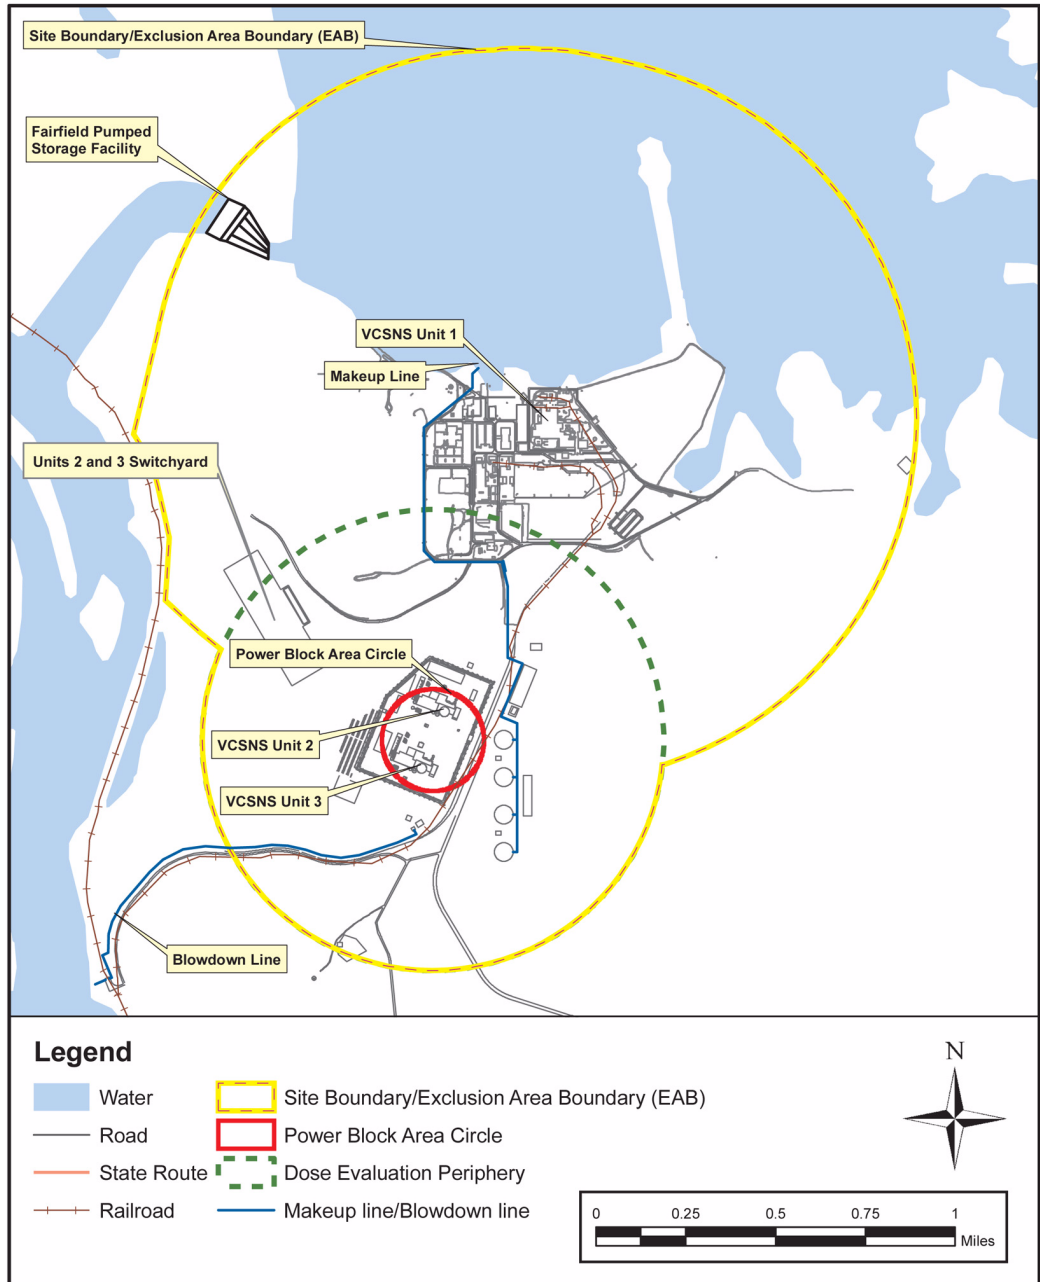 Site Boundary/Exclusion Area Boundary (EAB)
Fairfield Pumped
Storage Facility
VCSNS Unit 1
Makeup Line
Units 2 and 3 Switchyard
Power Block Area Circle
VCSNS Unit 2
VCSNS Unit 3
Blowdown Line
Legend
Water
Road
State Route
Railroad
Site Boundary/Exclusion Area Boundary (EAB)
Power Block Area Circle
Dose Evaluation Periphery
Makeup line/Blowdown line
N
0 0.25 0.5 0.75 1
Miles